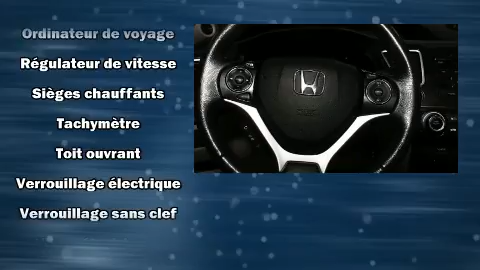 Ordinateur de voyage
Régulateur de vitesse
Sièges chauffants
Tachymètre
Toit ouvrant
Verrouillage électrique
Verrouillage sans clef